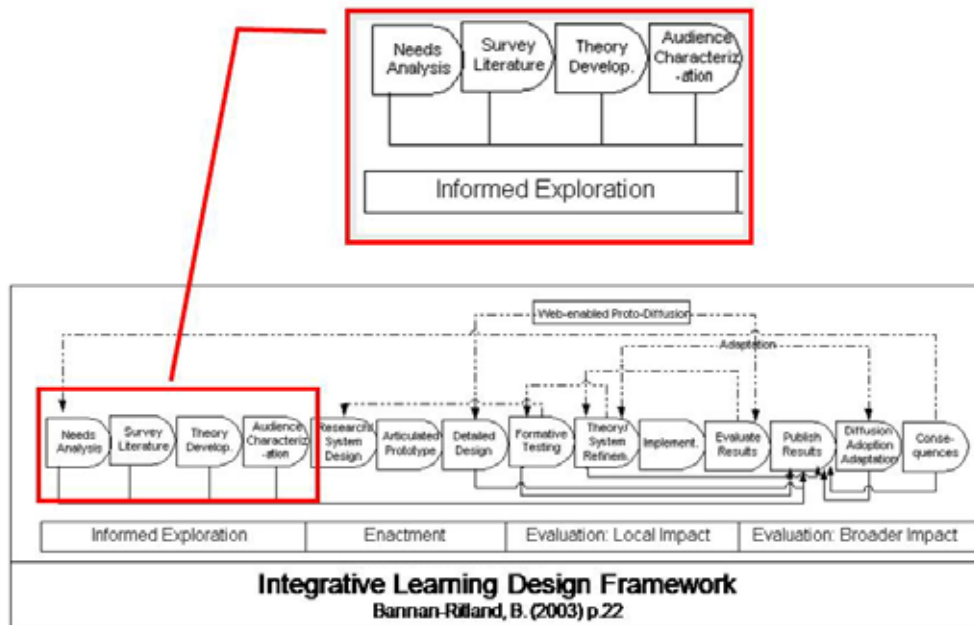 Needs
Analysis
Survey
Literature
Theory
Develop.
Audience
Characteriz
-ation
Informed Exploration
Web-enabled Proto-Diffusion
Adaptation
Needs
Analysis
Survey
Literature
Theory
Develop.
Audience
Characteriz
-ation
Research/
System
Design
Articulated
Prototype
Detailed
Design
Formative
Testing
Theory/
System
Refinem.
Implement.
Evaluate
Results
Publish
Results
Diffusion
Adoption
Adaptation
Conse-
quences
Informed Exploration
Enactment
Evaluation: Local Impact
Evaluation: Broader Impact
Integrative Learning Design Framework
Bannan-Ritland, B. (2003) p.22